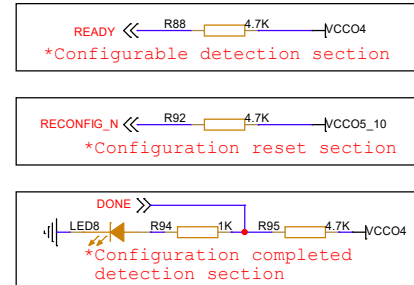 READY R88 4.7K VCCO4
*Configurable detection section
RECONFIG_N R92 4.7K VCCO5_10
*Configuration reset section
DONE
LED8 R94 1K R95 4.7K VCCO4
*Configuration completed
detection section